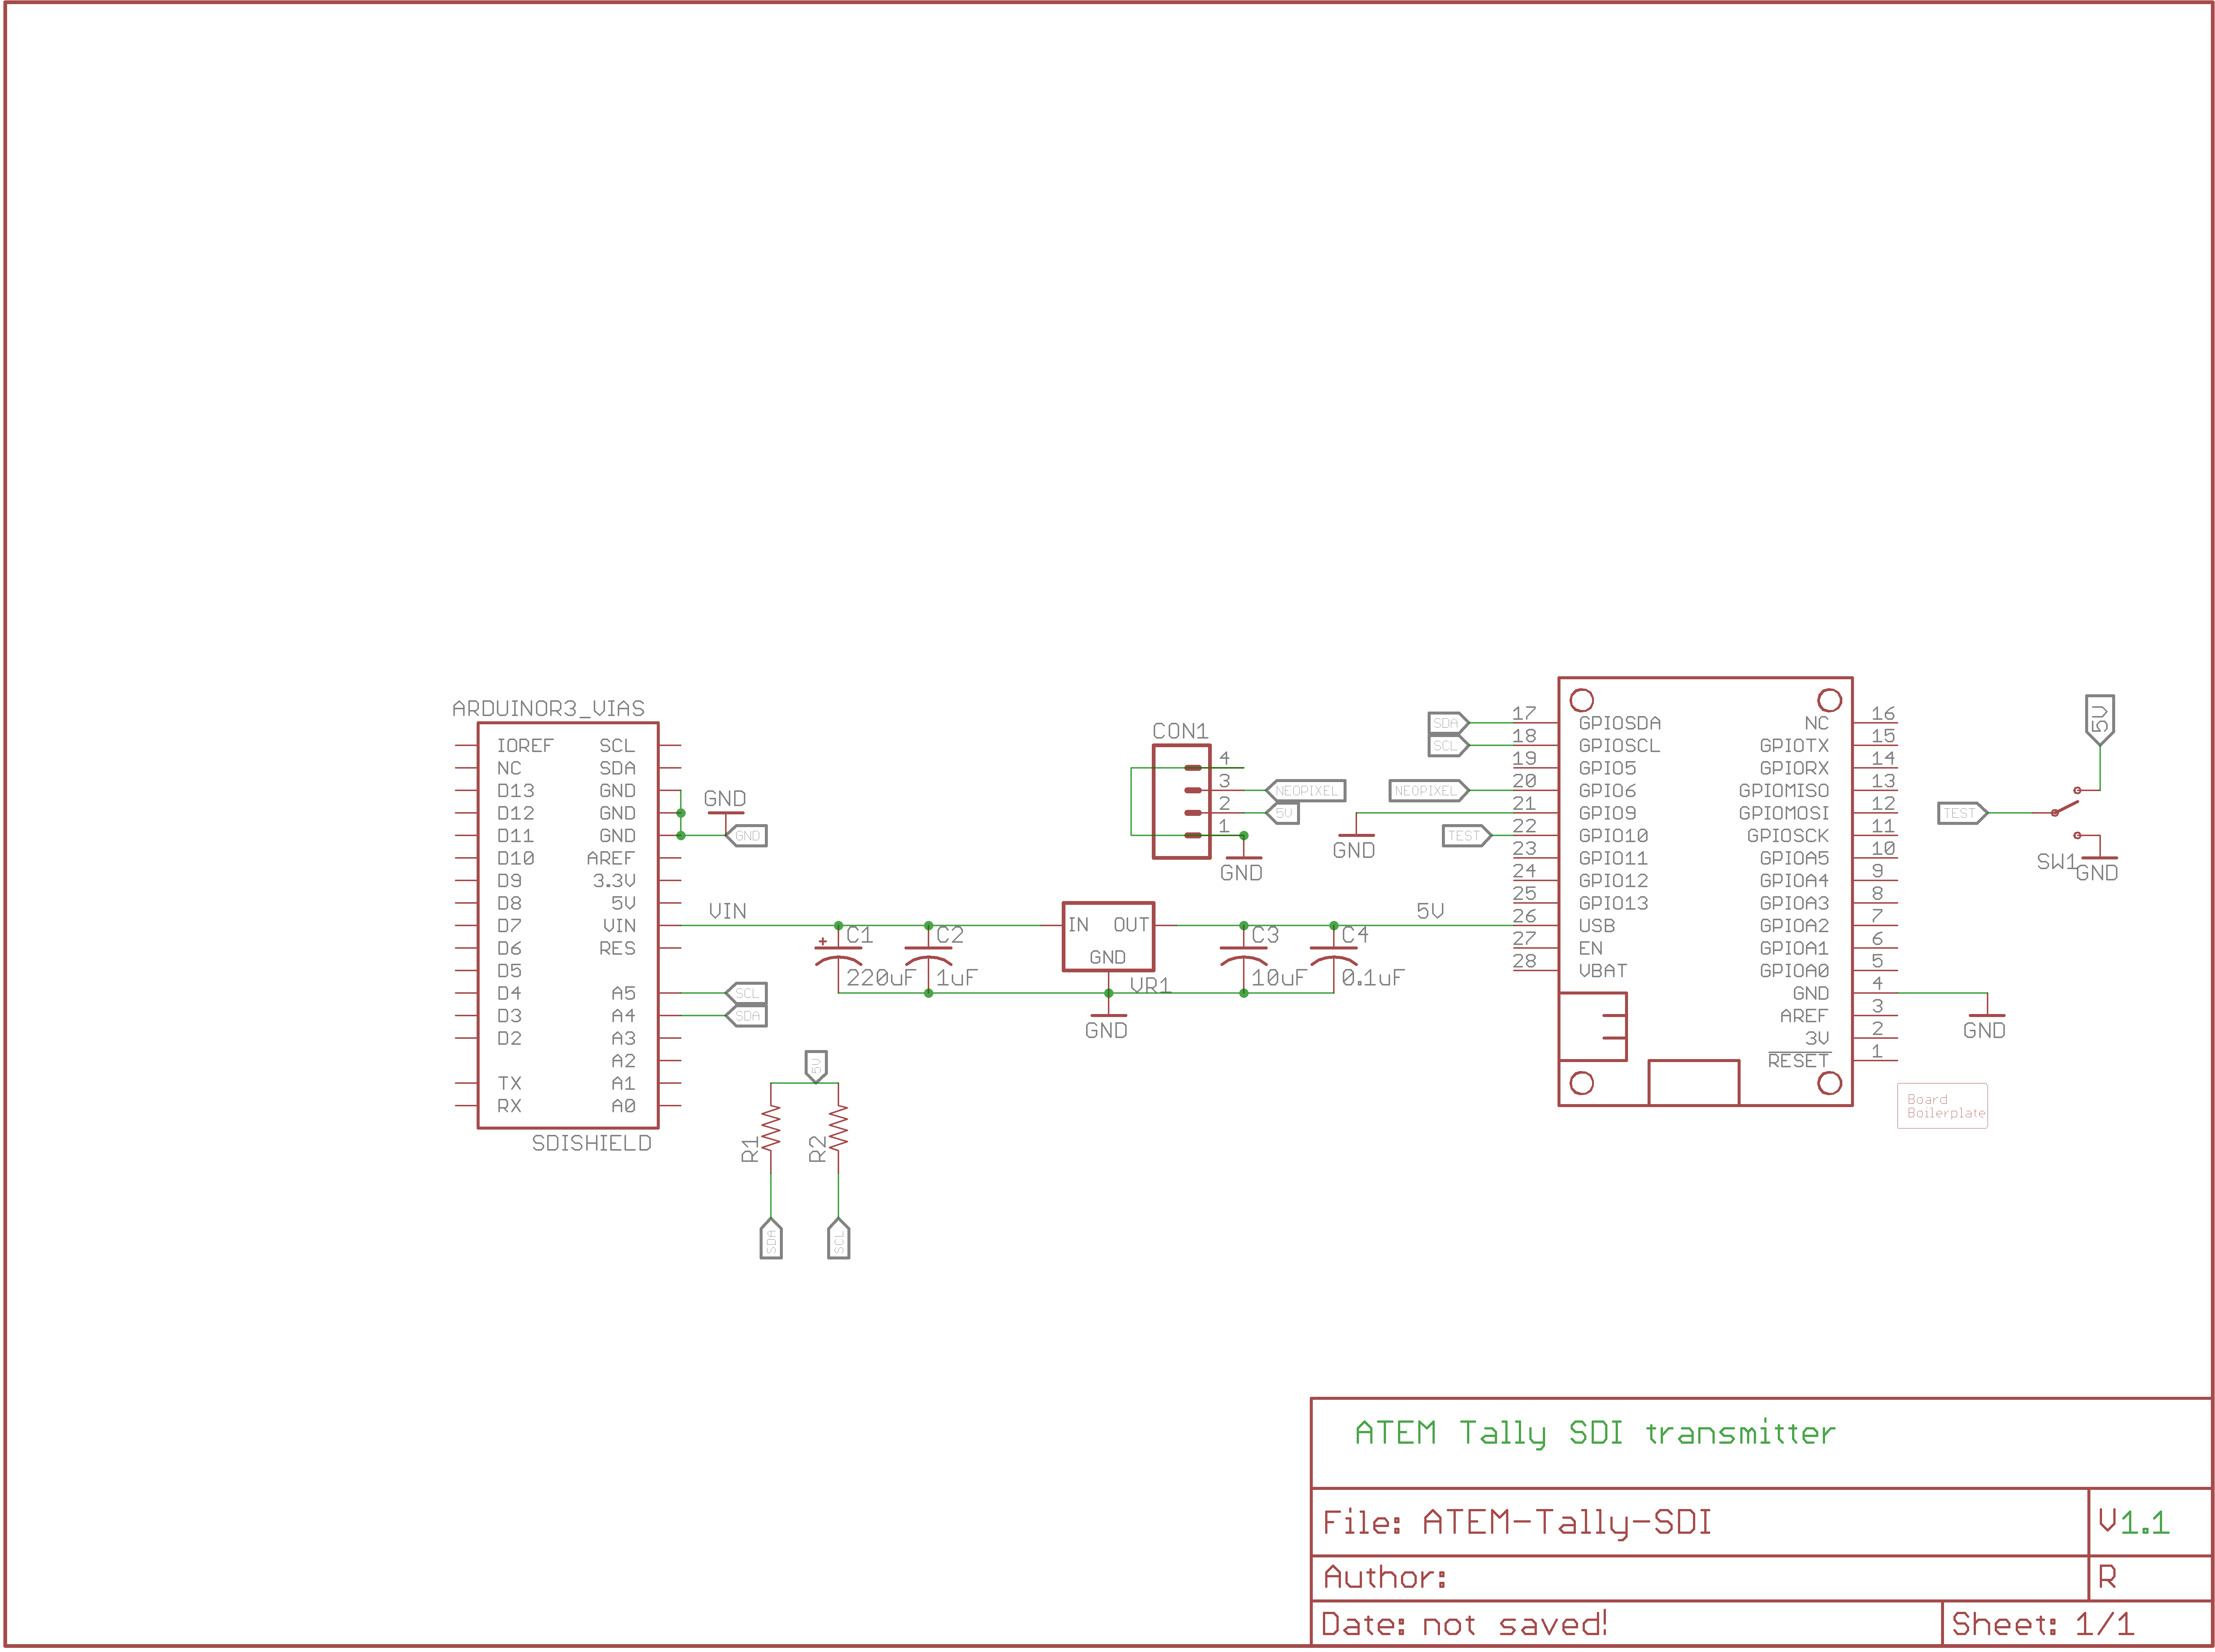 ARDUINOR3_VIAS
IOREF SCL
NC SDA
D13 GND
D12 GND
D11 GND
D10 AREF
D9 3.3V
D8 5V
D7 VIN
D6 RES
D5
D4 A5
D3 A4
D2 A3
A2
TX A1
RX A0
SDISHIELD
GND
GND
VIN
SCL
SDA
5V
R1
R2
SDA
SCL
C1
220uF
C2
1uF
IN OUT
GND
VR1
GND
CON1
4
3
2
1
NEOPIXEL
5V
GND
C3
10uF
C4
0.1uF
5V
SDA
SCL
NEOPIXEL
GND
TEST
17 GPIOSDA NC 16
18 GPIOSCL GPIOTX 15
19 GPIO5 GPIORX 14
20 GPIO6 GPIOMISO 13
21 GPIO9 GPIOMOSI 12
22 GPIO10 GPIOSCK 11
23 GPIO11 GPIOA5 10
24 GPIO12 GPIOA4 9
25 GPIO13 GPIOA3 8
26 USB GPIOA2 7
27 EN GPIOA1 6
28 VBAT GPIOA0 5
GND 4
AREF 3
3V 2
RESET 1
GND
Board
Boilerplate
5V
TEST
SW1
GND
ATEM Tally SDI transmitter
File: ATEM-Tally-SDI V1.1
Author: R
Date: not saved! Sheet: 1/1